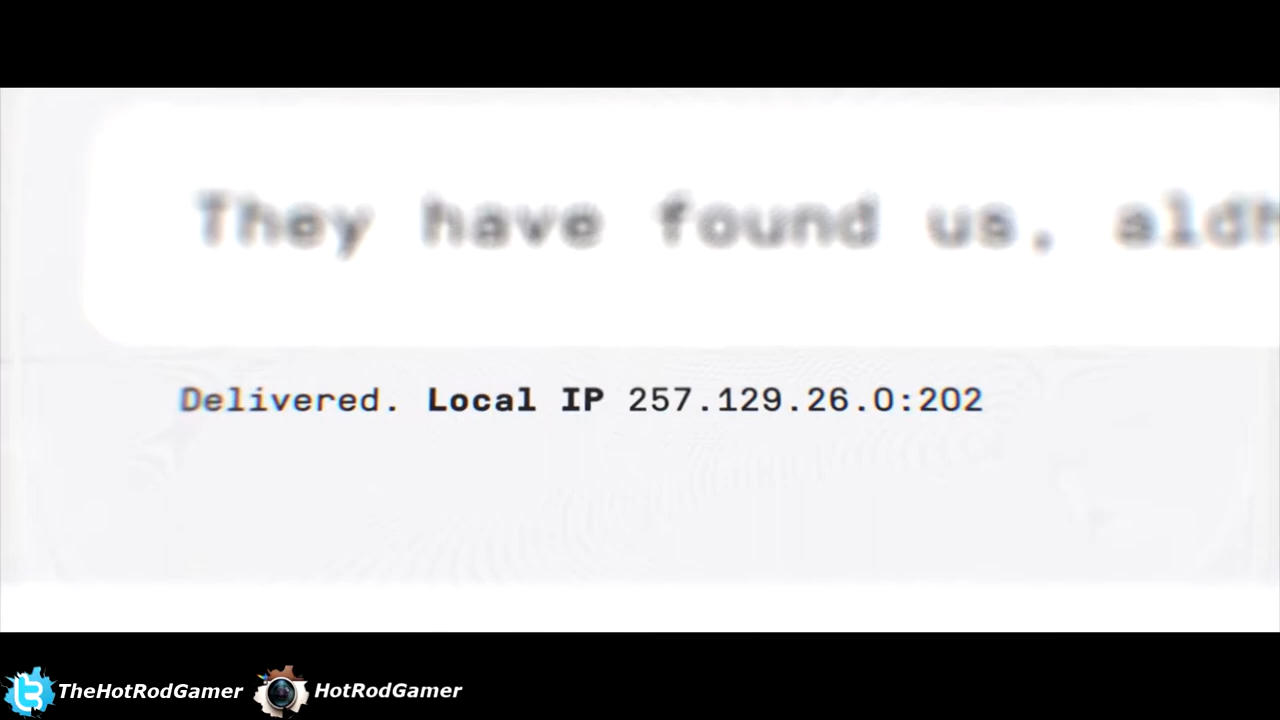 They have found us,
Delivered. Local IP 257.129.26.0:202
TheHotRodGamer HotRodGamer